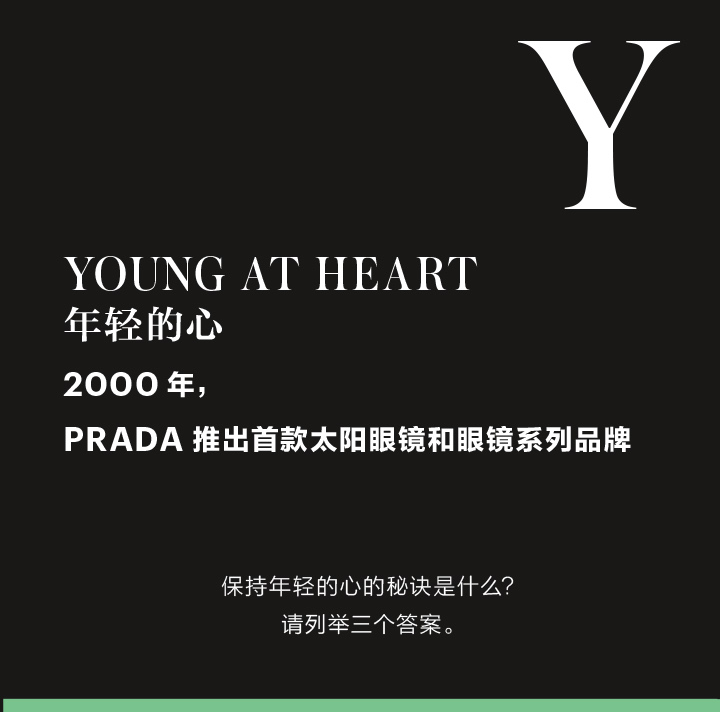 Y
YOUNG AT HEART
年轻的心
2000 年，
PRADA 推出首款太阳眼镜和眼镜系列品牌
保持年轻的心的秘诀是什么？
请列举三个答案。